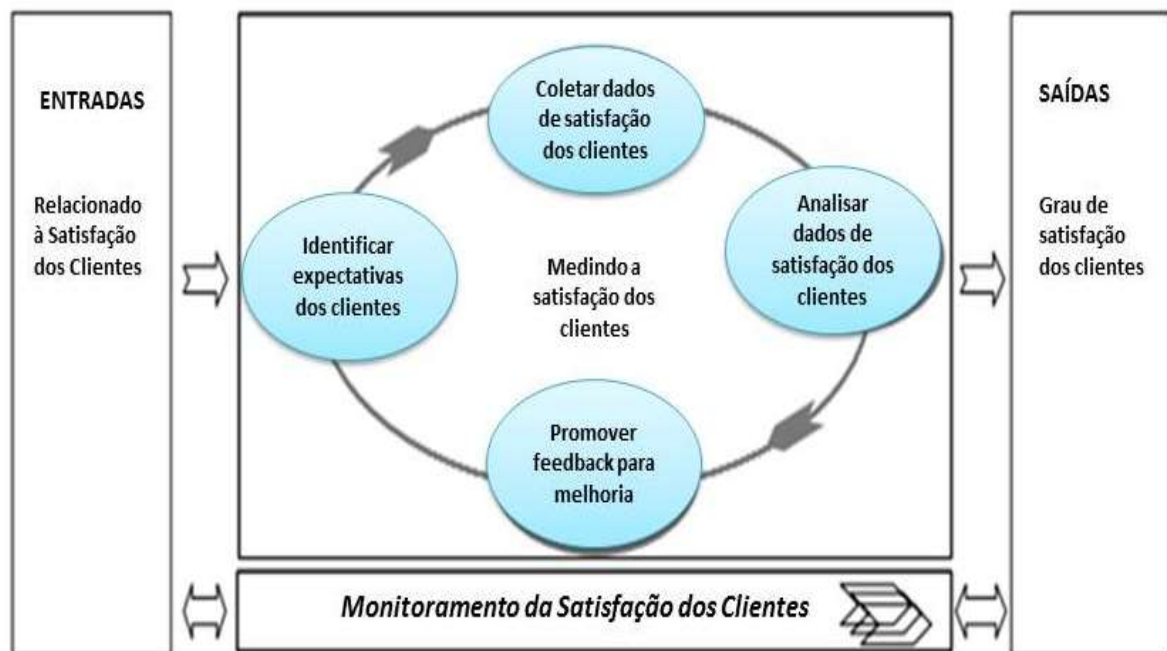 ENTRADAS
Relacionado
à Satisfação
dos Clientes
Coletar dados
de satisfação
dos clientes
Identificar
expectativas
dos clientes
Medindo a
satisfação dos
clientes
Analisar
dados de
satisfação dos
clientes
Promover
feedback para
melhoria
SAÍDAS
Grau de
satisfação
dos clientes
Monitoramento da Satisfação dos Clientes